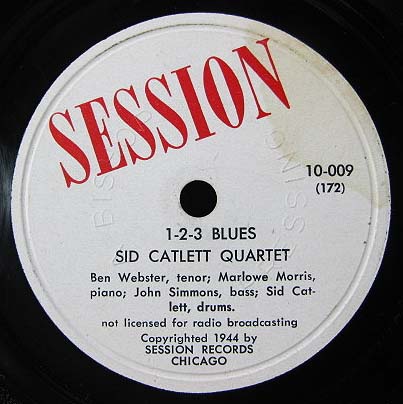 SESSION
10-009
(172)
1-2-3 BLUES
SID CATLETT QUARTET
Ben Webster, tenor; Marlowe Morris,
piano; John Simmons, bass; Sid Cat-
lett, drums.
not licensed for radio broadcasting
Copyrighted 1944 by
SESSION RECORDS
CHICAGO